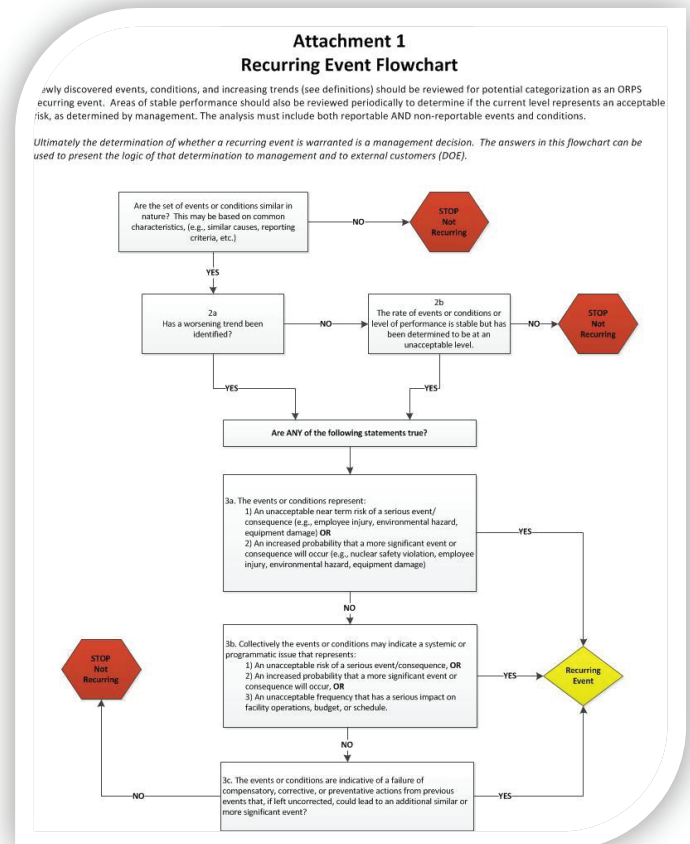 Attachment 1
Recurring Event Flowchart
ewly discovered events, conditions, and increasing trends (see definitions) should be reviewed for potential categorization as an ORPS
ecurring event. Areas of stable performance should also be reviewed periodically to determine if the current level represents an acceptable
risk, as determined by management. The analysis must include both reportable AND non-reportable events and conditions.
Ultimately the determination of whether a recurring event is warranted is a management decision. The answers in this flowchart can be
used to present the logic of that determination to management and to external customers (DOE).
Are the set of events or conditions similar in
nature? This may be based on common
characteristics, (e.g., similar causes, reporting
criteria, etc.)
NO
STOP
Not
Recurring
YES
2a
Has a worsening trend been
identified?
NO
2b
The rate of events or conditions or
level of performance is stable but has
been determined to be at an
unacceptable level.
NO
STOP
Not
Recurring
YES
YES
Are ANY of the following statements true?
3a. The events or conditions represent:
1) An unacceptable near term risk of a serious event/
consequence (e.g., employee injury, environmental hazard,
equipment damage) OR
2) An increased probability that a more significant event or
consequence will occur (e.g., nuclear safety violation, employee
injury, environmental hazard, equipment damage)
YES
NO
3b. Collectively the events or conditions may indicate a systemic or
programmatic issue that represents:
1) An unacceptable risk of a serious event/consequence, OR
2) An increased probability that a more significant event or
consequence will occur, OR
3) An unacceptable frequency that has a serious impact on
facility operations, budget, or schedule.
YES
Recurring
Event
STOP
Not
Recurring
NO
3c. The events or conditions are indicative of a failure of
compensatory, corrective, or preventative actions from previous
events that, if left uncorrected, could lead to an additional similar or
more significant event?
NO
YES